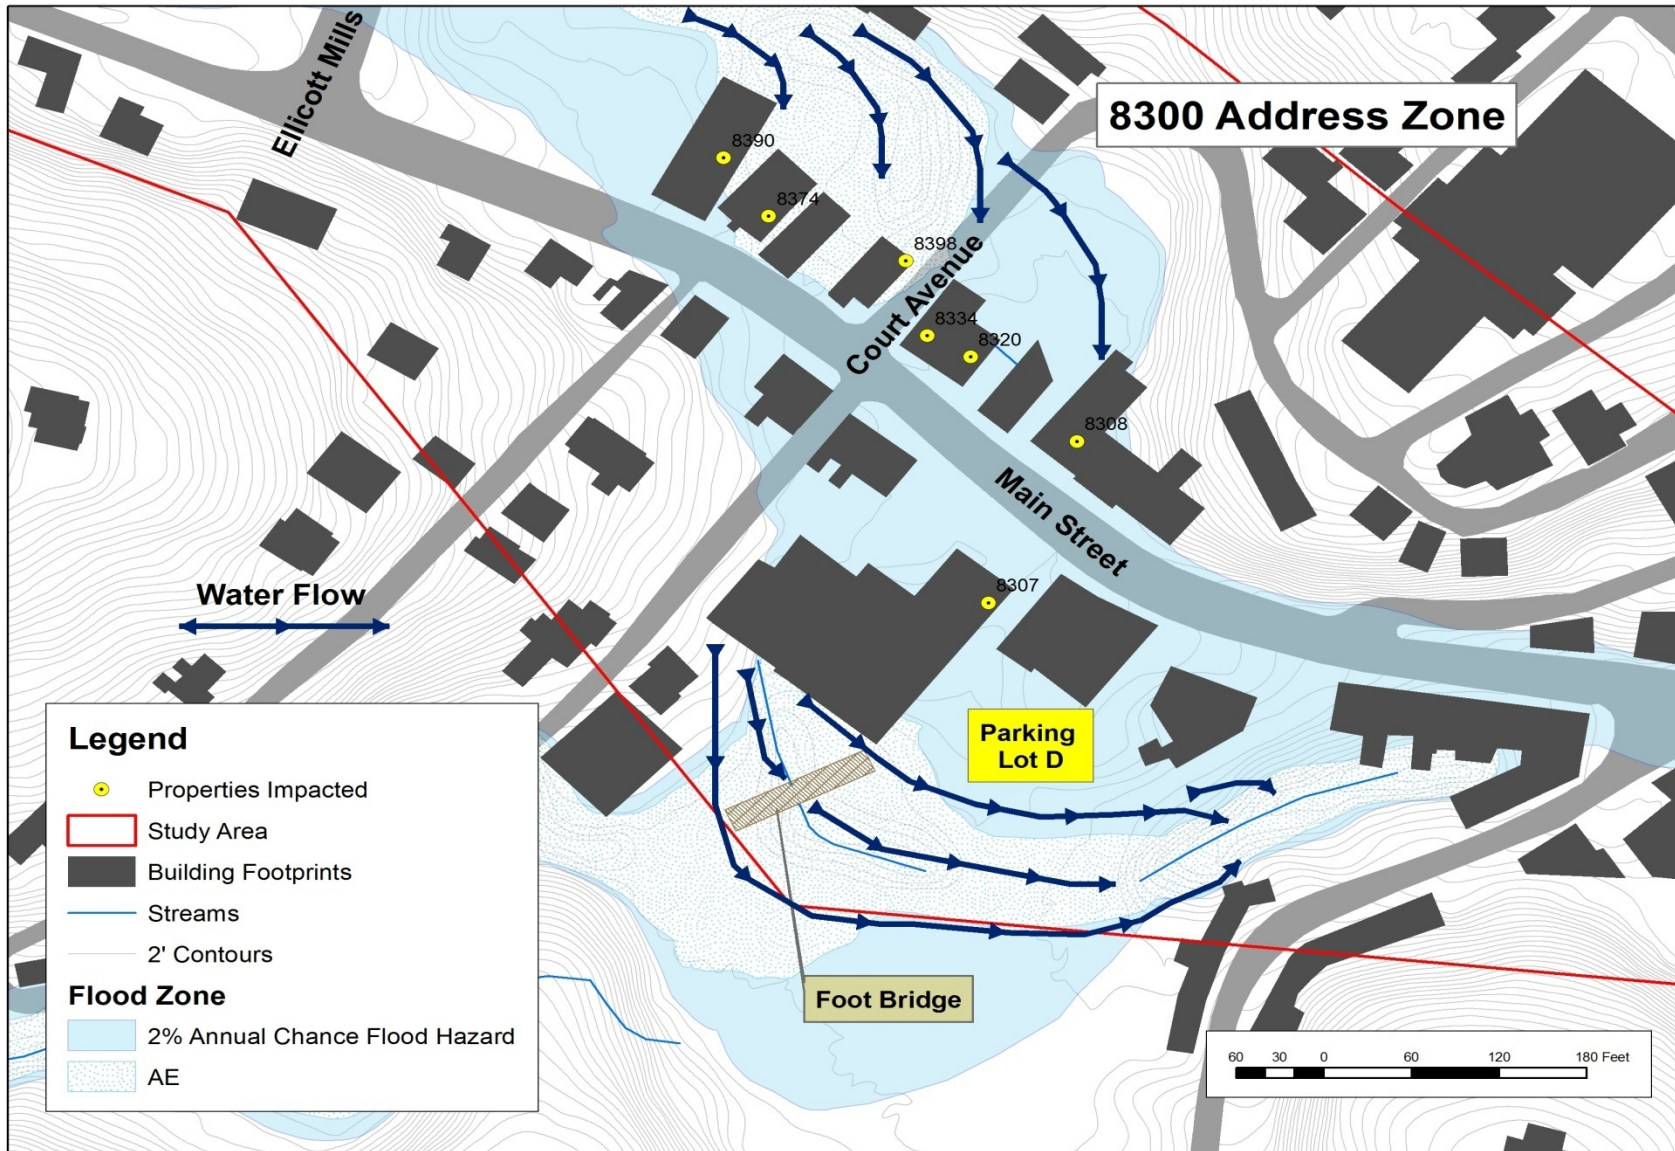 Ellicott Mills
8300 Address Zone
8390
8374
8398
Court Avenue
8334
8320
8308
Main Street
8307
Water Flow
Parking
Lot D
Foot Bridge
Legend
Properties Impacted
Study Area
Building Footprints
Streams
2' Contours
Flood Zone
2% Annual Chance Flood Hazard
AE
60 30 0 60 120 180 Feet